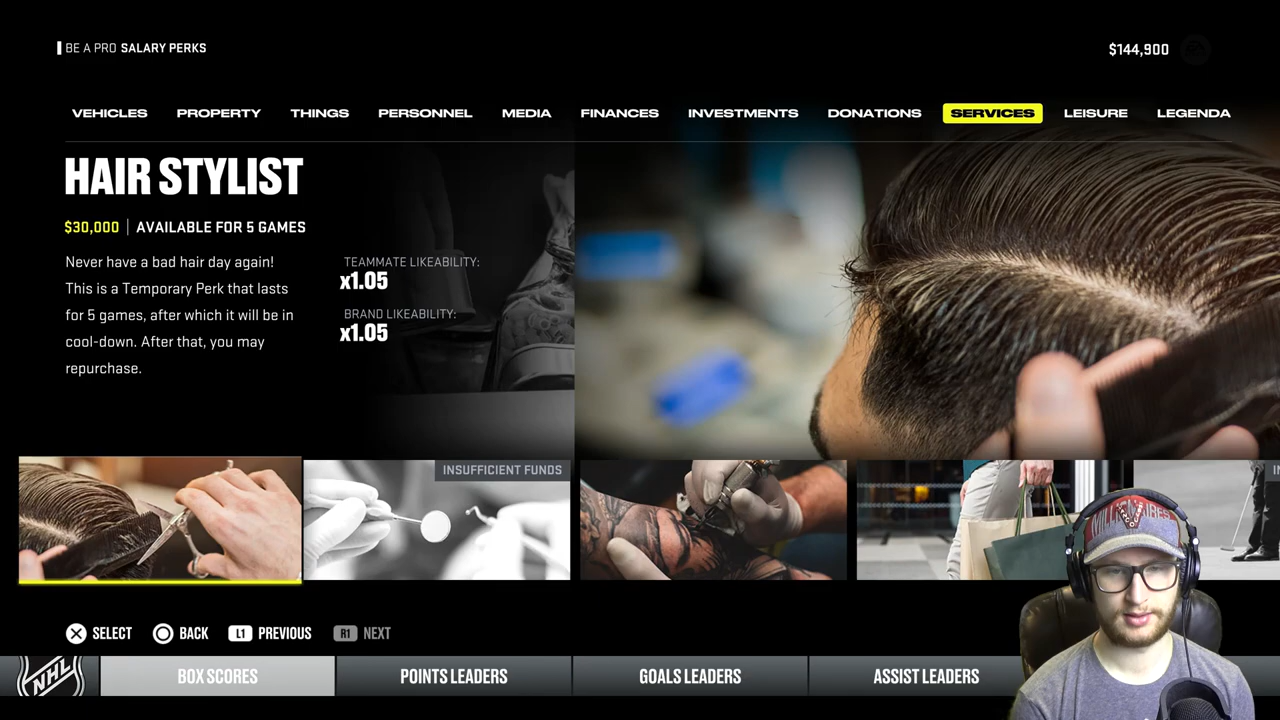 BE A PRO SALARY PERKS
$144,900
VEHICLES PROPERTY THINGS PERSONNEL MEDIA FINANCES INVESTMENTS DONATIONS SERVICES LEISURE LEGENDA
HAIR STYLIST
$30,000 | AVAILABLE FOR 5 GAMES
Never have a bad hair day again!
This is a Temporary Perk that lasts
for 5 games, after which it will be in
cool-down. After that, you may
repurchase.
TEAMMATE LIKEABILITY:
x1.05
BRAND LIKEABILITY:
x1.05
INSUFFICIENT FUNDS
IN
SELECT BACK L1 PREVIOUS R1 NEXT
NHL BOX SCORES POINTS LEADERS GOALS LEADERS ASSIST LEADERS